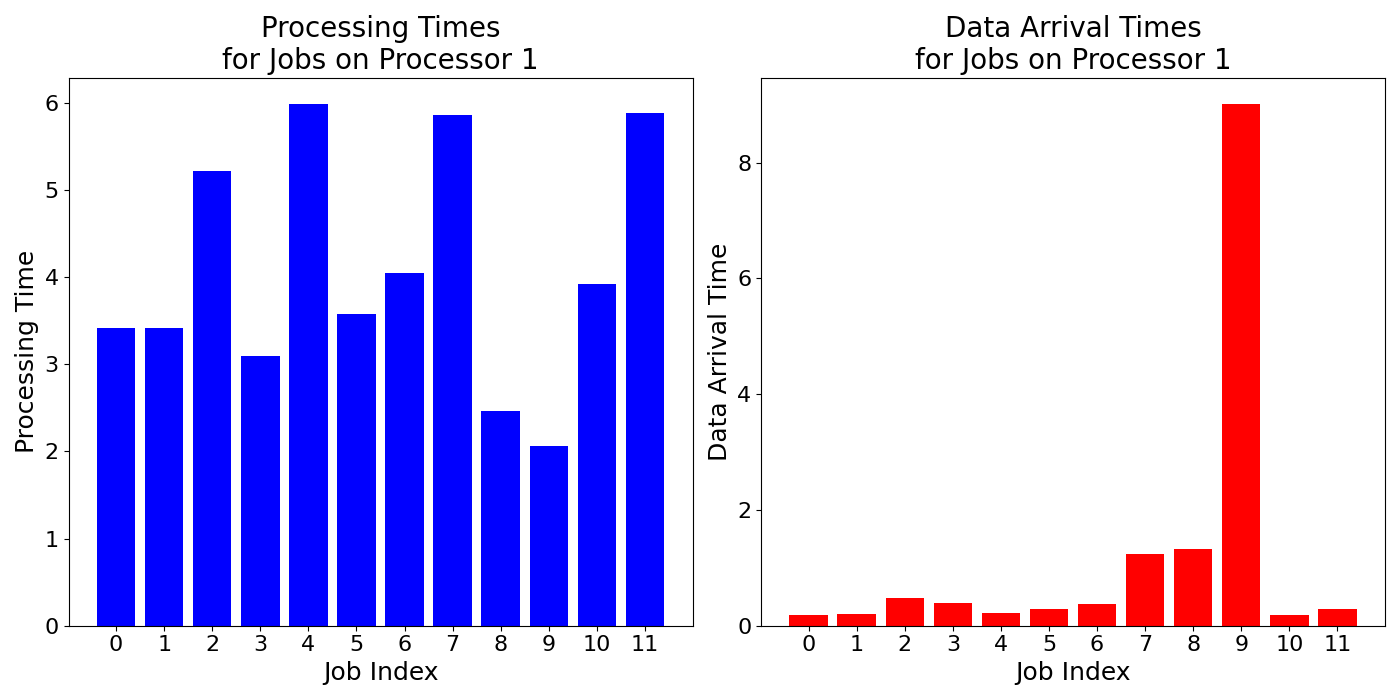 Processing Times
for Jobs on Processor 1
Processing Time
6
5
4
3
2
1
0
0 1 2 3 4 5 6 7 8 9 10 11
Job Index
Data Arrival Times
for Jobs on Processor 1
Data Arrival Time
8
6
4
2
0
0 1 2 3 4 5 6 7 8 9 10 11
Job Index